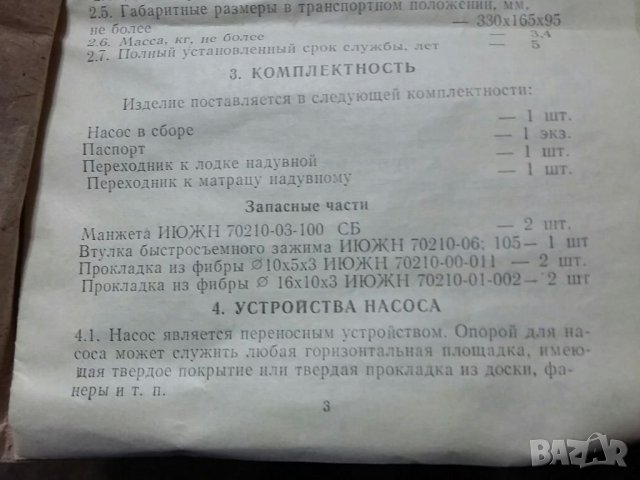 2.5. Габаритные размеры в транспортном положении, мм,
не более — 330х165х95
2.6. Масса, кг, не более — 3,4
2.7. Полный установленный срок службы, лет — 5
3. КОМПЛЕКТНОСТЬ
Изделие поставляется в следующей комплектности:
Насос в сборе — 1 шт.
Паспорт — 1 экз.
Переходник к лодке надувной — 1 шт.
Переходник к матрацу надувному — 1 шт.
Запасные части
Манжета ИЮЖН 70210-03-100 СБ — 2 шт.
Втулка быстросъемного зажима ИЮЖН 70210-06; 105— 1 шт
Прокладка из фибры ∅10х5х3 ИЮЖН 70210-00-011 — 2 шт.
Прокладка из фибры ∅ 16х10х3 ИЮЖН 70210-01-002— 2 шт
4. УСТРОЙСТВА НАСОСА
4.1. Насос является переносным устройством. Опорой для на-
соса может служить любая горизонтальная площадка, имею-
щая твердое покрытие или твердая прокладка из доски, фа-
неры и т. п.
3
BAZAR.bg